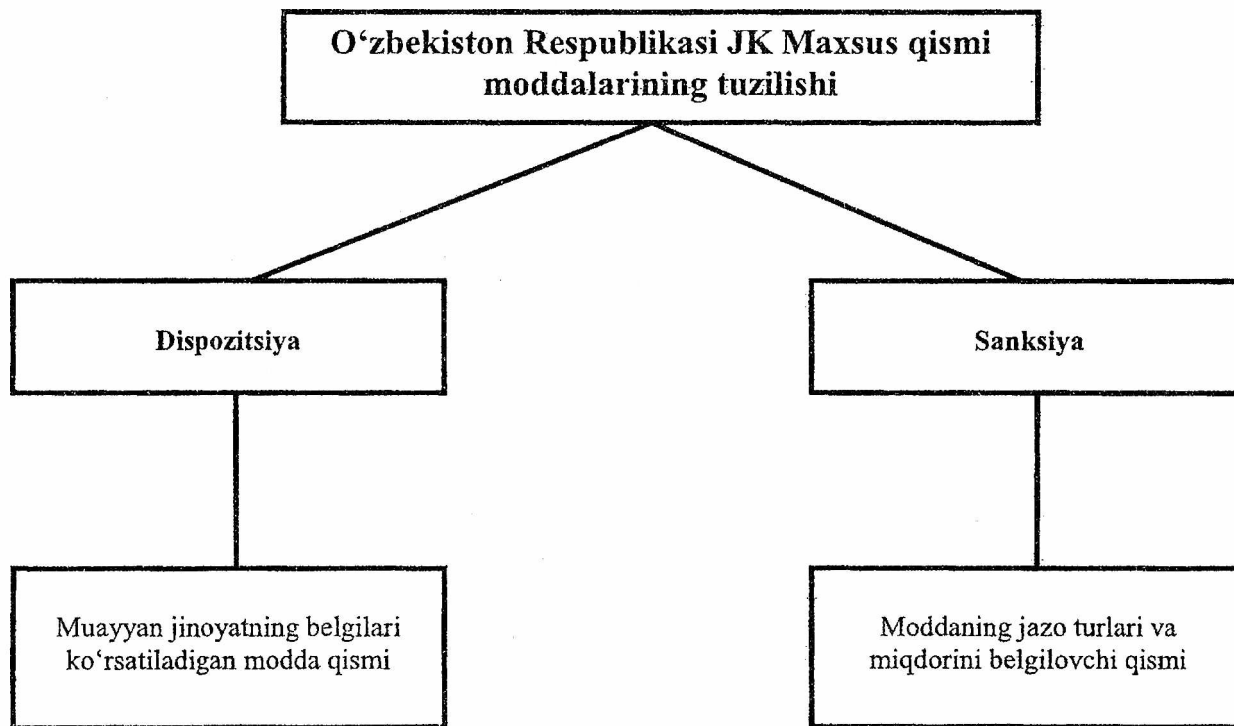 O‘zbekiston Respublikasi JK Maxsus qismi
moddalarining tuzilishi
Dispozitsiya
Sanksiya
Muayyan jinoyatning belgilari
ko‘rsatiladigan modda qismi
Moddaning jazo turlari va
miqdorini belgilovchi qismi